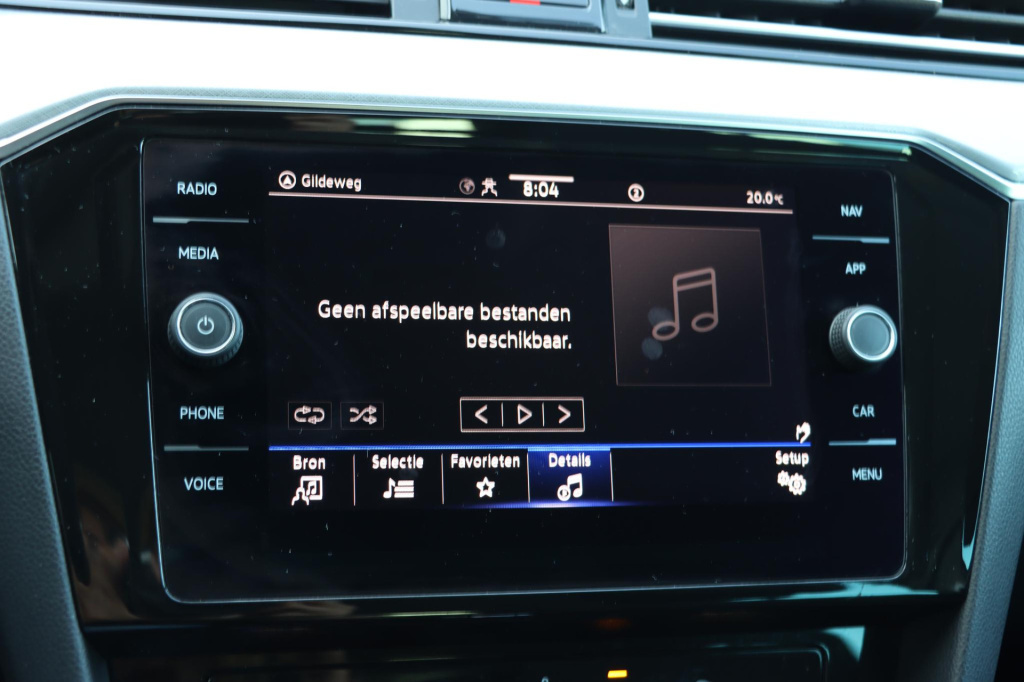 RADIO
MEDIA
PHONE
VOICE
Gildeweg
8:04
2
20.0°C
Geen afspeelbare bestanden
beschikbaar.
Bron
Selectie
Favorieten
Details
Setup
NAV
APP
CAR
MENU